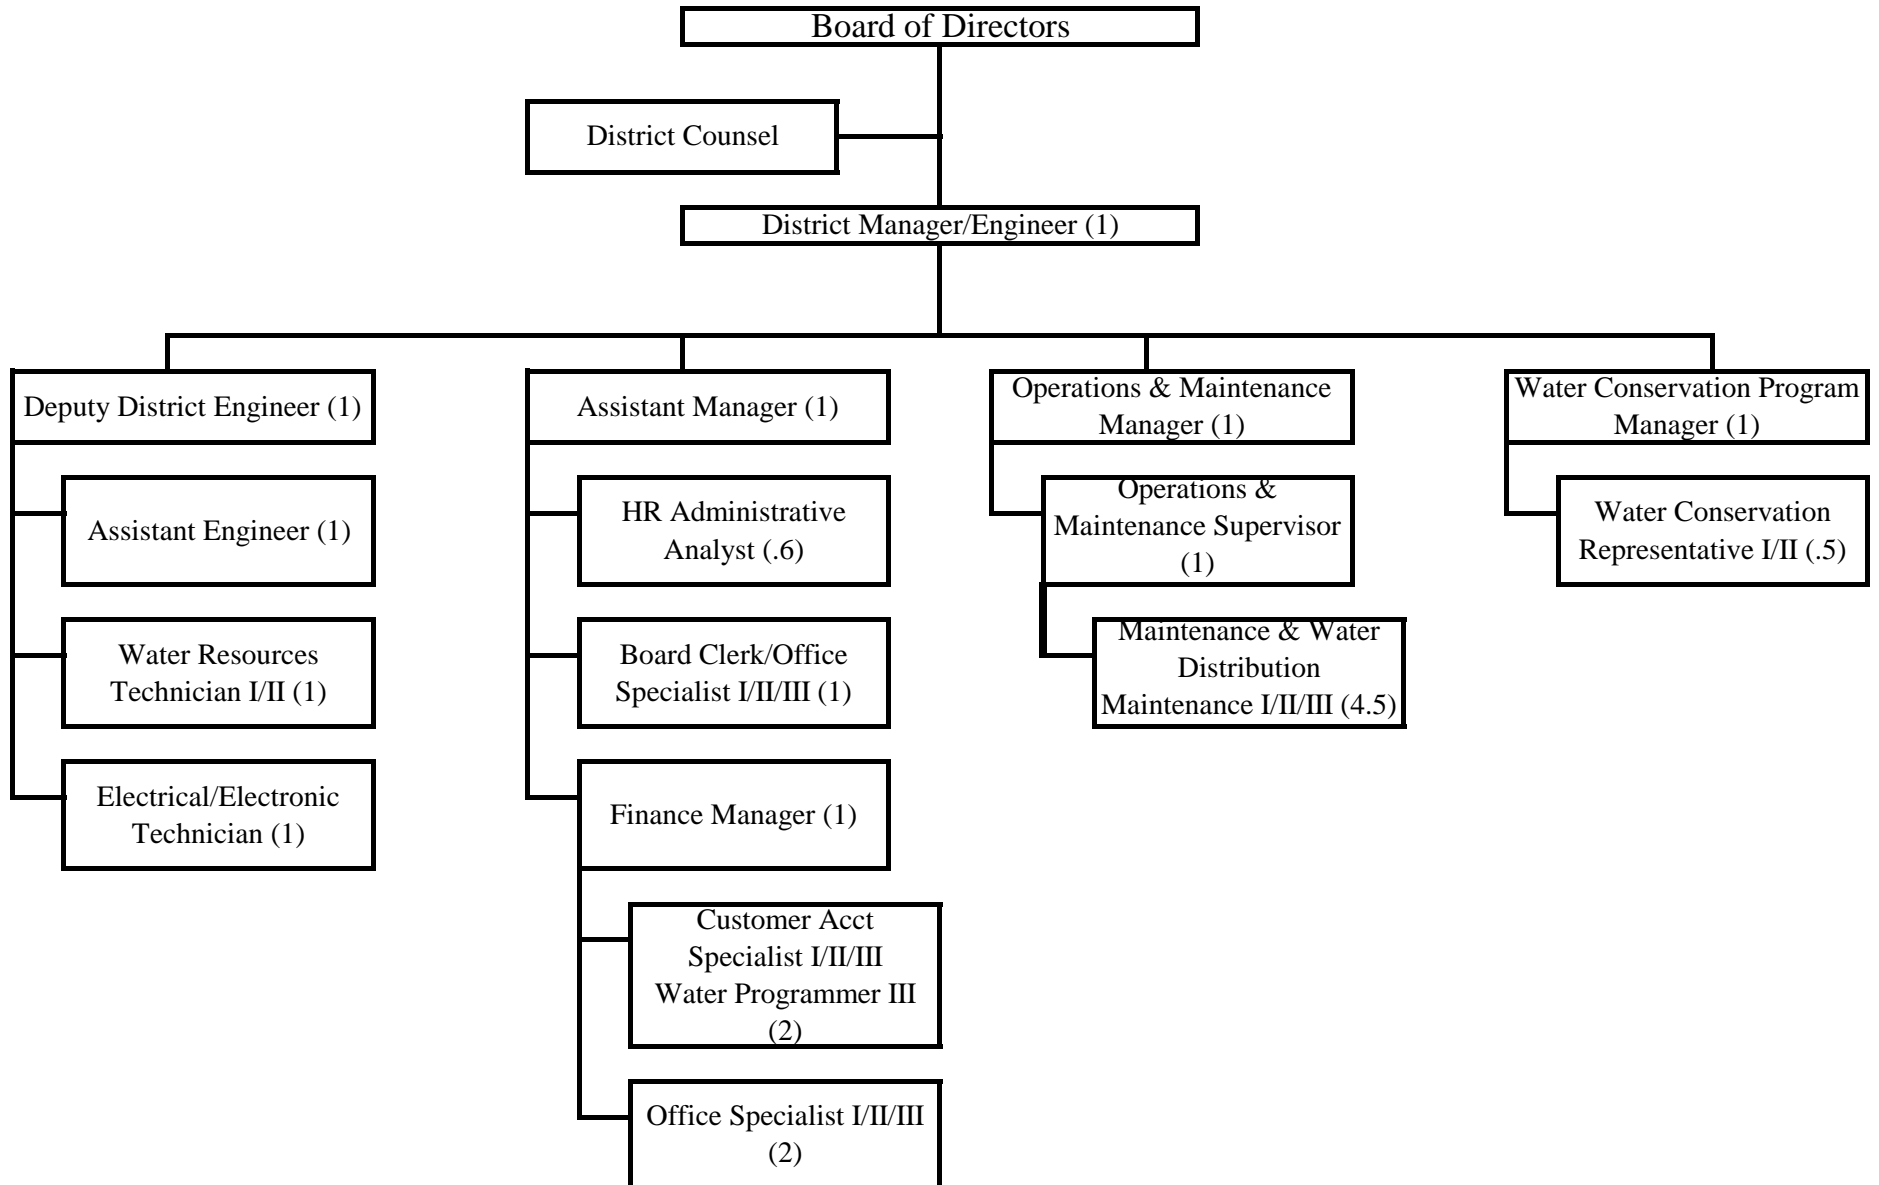 Board of Directors
District Counsel
District Manager/Engineer (1)
Deputy District Engineer (1)
Assistant Engineer (1)
Water Resources
Technician I/II (1)
Electrical/Electronic
Technician (1)
Assistant Manager (1)
HR Administrative
Analyst (.6)
Board Clerk/Office
Specialist I/II/III (1)
Finance Manager (1)
Customer Acct
Specialist I/II/III
Water Programmer III
(2)
Office Specialist I/II/III
(2)
Operations & Maintenance
Manager (1)
Operations &
Maintenance Supervisor
(1)
Maintenance & Water
Distribution
Maintenance I/II/III (4.5)
Water Conservation Program
Manager (1)
Water Conservation
Representative I/II (.5)